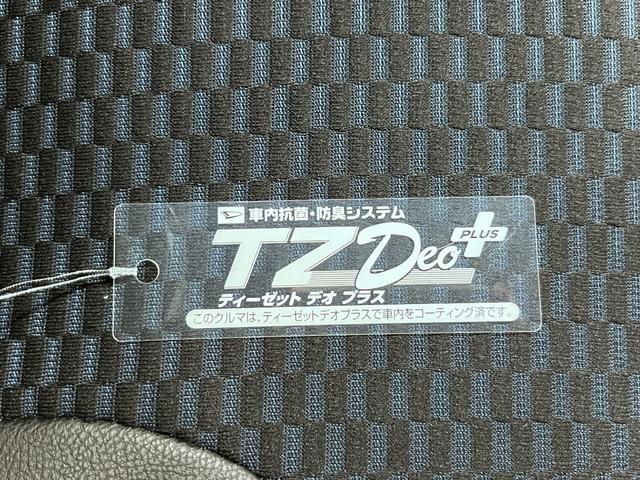 車内抗菌・防臭システム
TZ Deo PLUS
ティーゼット デオ プラス
このクルマは、ティーゼットデオプラスで車内をコーティング済です。